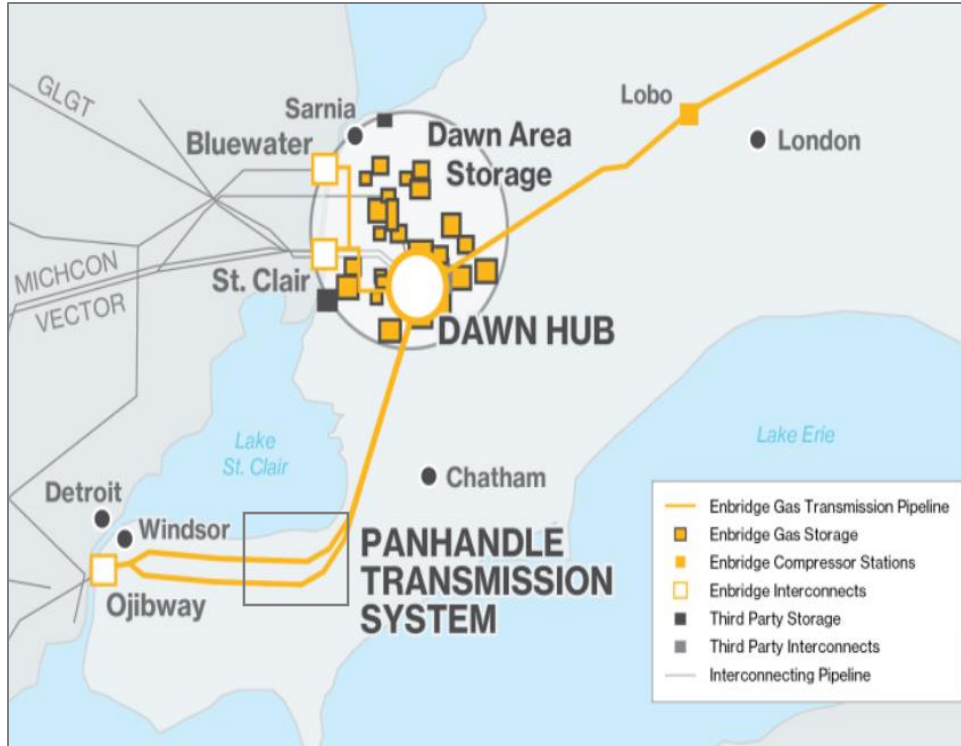 GLGT
Sarnia
Bluewater
Dawn Area
Storage
Lobo
London
MICHCON
VECTOR
St. Clair
DAWN HUB
Lake
St. Clair
Lake Erie
Chatham
Detroit
Windsor
Ojibway
PANHANDLE
TRANSMISSION
SYSTEM
Enbridge Gas Transmission Pipeline
Enbridge Gas Storage
Enbridge Compressor Stations
Enbridge Interconnects
Third Party Storage
Third Party Interconnects
Interconnecting Pipeline